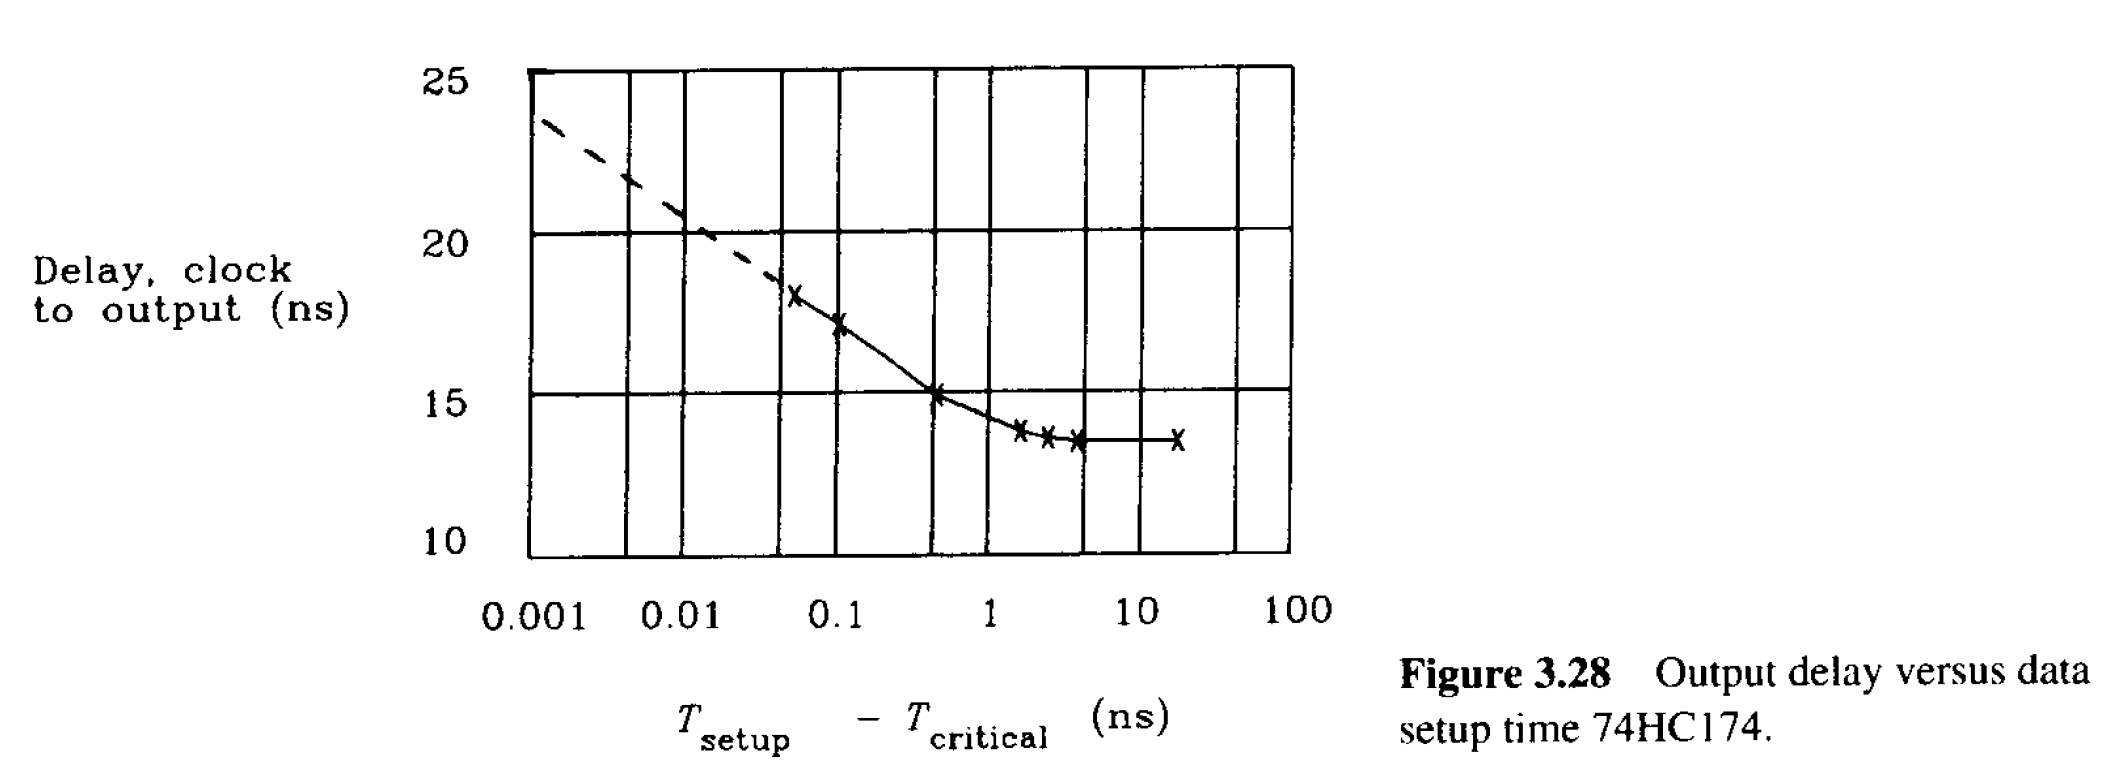 25
20
Delay, clock
to output (ns)
15
10
0.001 0.01 0.1 1 10 100
T_setup - T_critical (ns)
Figure 3.28 Output delay versus data
setup time 74HC174.